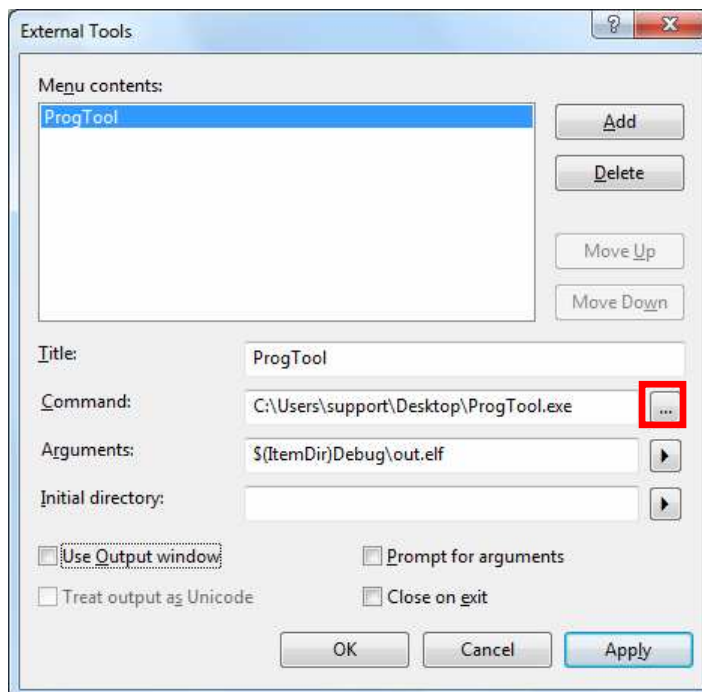 External Tools
Menu contents:
ProgTool
Add
Delete
Move Up
Move Down
Title:
ProgTool
Command:
C:\Users\support\Desktop\ProgTool.exe
...
Arguments:
$(ItemDir)Debug\out.elf
Initial directory:
Use Output window
Prompt for arguments
Treat output as Unicode
Close on exit
OK
Cancel
Apply